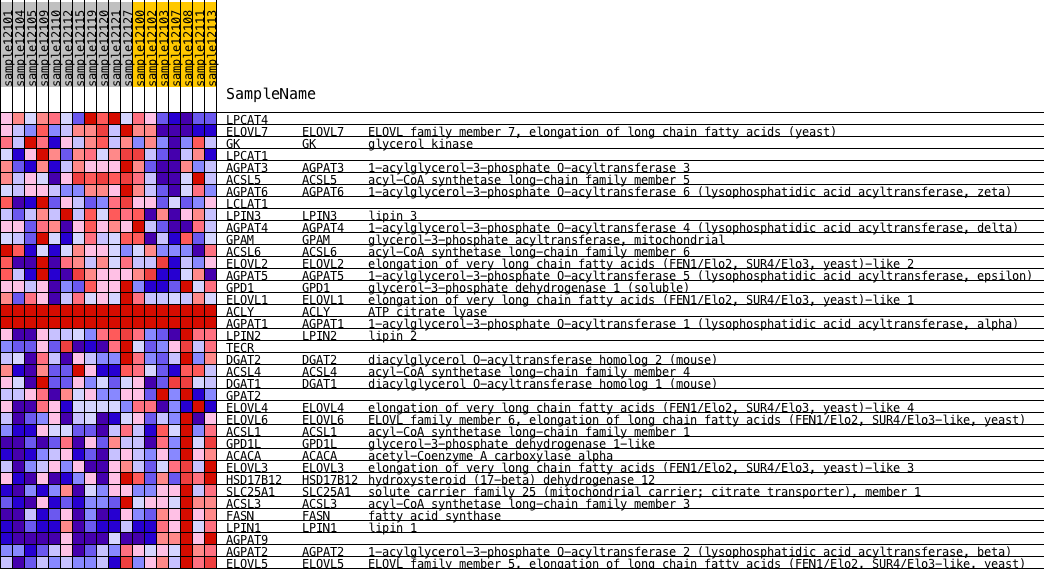 sample12101
sample12104
sample12105
sample12109
sample12110
sample12112
sample12115
sample12119
sample12120
sample12121
sample12127
sample12100
sample12102
sample12103
sample12107
sample12108
sample12111
sample12113
SampleName
LPCAT4
ELOVL7 ELOVL7 ELOVL family member 7, elongation of long chain fatty acids (yeast)
GK GK glycerol kinase
LPCAT1
AGPAT3 AGPAT3 1-acylglycerol-3-phosphate O-acyltransferase 3
ACSL5 ACSL5 acyl-CoA synthetase long-chain family member 5
AGPAT6 AGPAT6 1-acylglycerol-3-phosphate O-acyltransferase 6 (lysophosphatidic acid acyltransferase, zeta)
LCLAT1
LPIN3 LPIN3 lipin 3
AGPAT4 AGPAT4 1-acylglycerol-3-phosphate O-acyltransferase 4 (lysophosphatidic acid acyltransferase, delta)
GPAM GPAM glycerol-3-phosphate acyltransferase, mitochondrial
ACSL6 ACSL6 acyl-CoA synthetase long-chain family member 6
ELOVL2 ELOVL2 elongation of very long chain fatty acids (FEN1/Elo2, SUR4/Elo3, yeast)-like 2
AGPAT5 AGPAT5 1-acylglycerol-3-phosphate O-acyltransferase 5 (lysophosphatidic acid acyltransferase, epsilon)
GPD1 GPD1 glycerol-3-phosphate dehydrogenase 1 (soluble)
ELOVL1 ELOVL1 elongation of very long chain fatty acids (FEN1/Elo2, SUR4/Elo3, yeast)-like 1
ACLY ACLY ATP citrate lyase
AGPAT1 AGPAT1 1-acylglycerol-3-phosphate O-acyltransferase 1 (lysophosphatidic acid acyltransferase, alpha)
LPIN2 LPIN2 lipin 2
TECR
DGAT2 DGAT2 diacylglycerol O-acyltransferase homolog 2 (mouse)
ACSL4 ACSL4 acyl-CoA synthetase long-chain family member 4
DGAT1 DGAT1 diacylglycerol O-acyltransferase homolog 1 (mouse)
GPAT2
ELOVL4 ELOVL4 elongation of very long chain fatty acids (FEN1/Elo2, SUR4/Elo3, yeast)-like 4
ELOVL6 ELOVL6 ELOVL family member 6, elongation of long chain fatty acids (FEN1/Elo2, SUR4/Elo3-like, yeast)
ACSL1 ACSL1 acyl-CoA synthetase long-chain family member 1
GPD1L GPD1L glycerol-3-phosphate dehydrogenase 1-like
ACACA ACACA acetyl-Coenzyme A carboxylase alpha
ELOVL3 ELOVL3 elongation of very long chain fatty acids (FEN1/Elo2, SUR4/Elo3, yeast)-like 3
HSD17B12 HSD17B12 hydroxysteroid (17-beta) dehydrogenase 12
SLC25A1 SLC25A1 solute carrier family 25 (mitochondrial carrier; citrate transporter), member 1
ACSL3 ACSL3 acyl-CoA synthetase long-chain family member 3
FASN FASN fatty acid synthase
LPIN1 LPIN1 lipin 1
AGPAT9
AGPAT2 AGPAT2 1-acylglycerol-3-phosphate O-acyltransferase 2 (lysophosphatidic acid acyltransferase, beta)
ELOVL5 ELOVL5 ELOVL family member 5, elongation of long chain fatty acids (FEN1/Elo2, SUR4/Elo3-like, yeast)